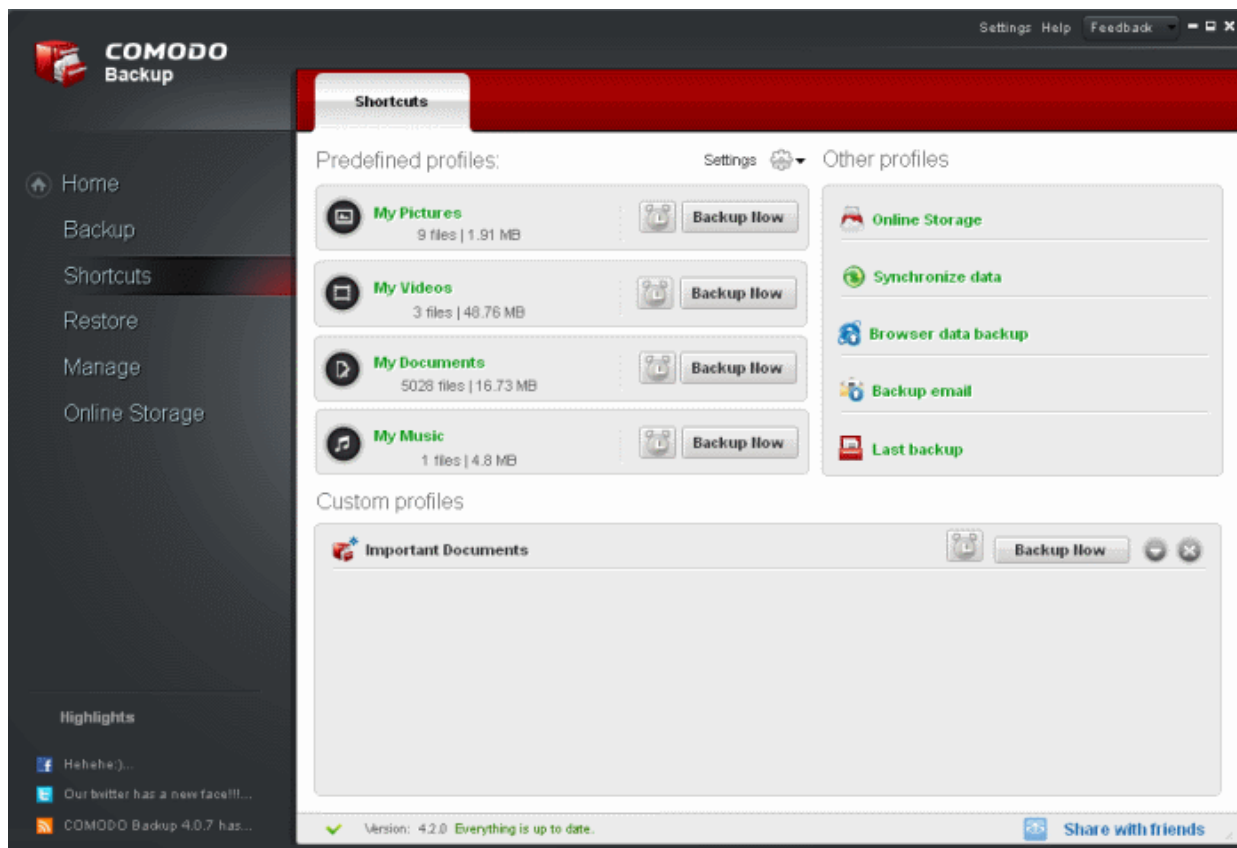 Settings Help Feedback
COMODO
Backup
Shortcuts
Home
Backup
Shortcuts
Restore
Manage
Online Storage
Predefined profiles:
Settings
My Pictures
9 files | 1.91 MB
Backup Now
My Videos
3 files | 48.76 MB
Backup Now
My Documents
5028 files | 16.73 MB
Backup Now
My Music
1 files | 4.8 MB
Backup Now
Other profiles
Online Storage
Synchronize data
Browser data backup
Backup email
Last backup
Custom profiles
Important Documents
Backup Now
Highlights
Hehehe:)...
Our twitter has a new face!!!...
COMODO Backup 4.0.7 has...
Version: 4.2.0 Everything is up to date.
Share with friends